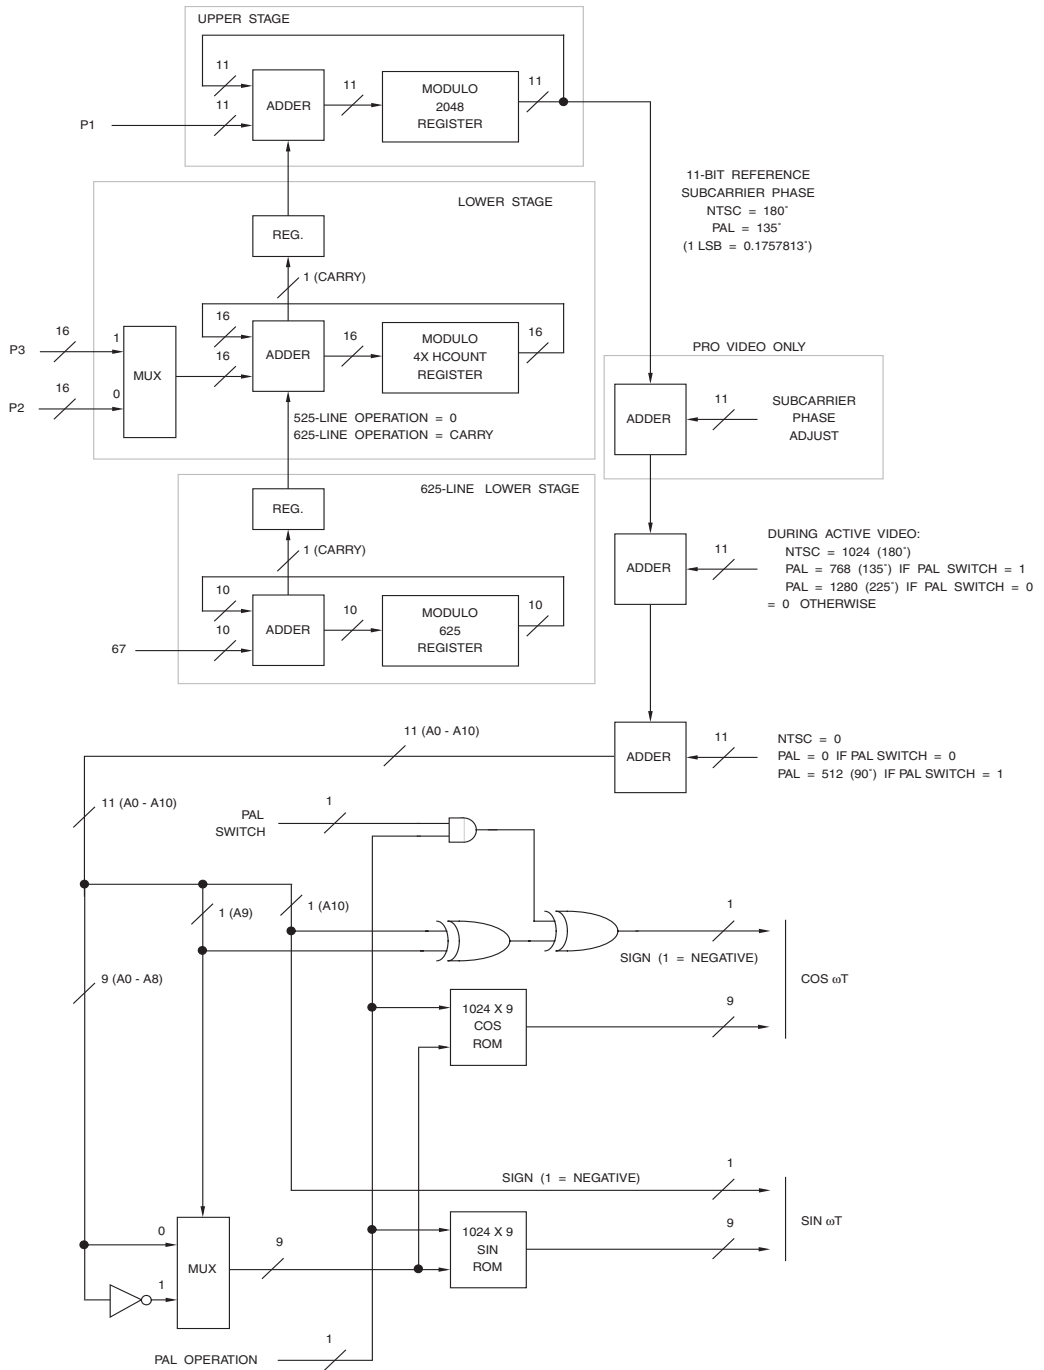 UPPER STAGE
11
11
ADDER
11
MODULO
2048
REGISTER
11
P1
11-BIT REFERENCE
SUBCARRIER PHASE
NTSC = 180°
PAL = 135°
(1 LSB = 0.1757813°)
LOWER STAGE
REG.
1 (CARRY)
P3
16
1
MUX
P2
16
0
16
16
ADDER
16
MODULO
4X HCOUNT
REGISTER
16
525-LINE OPERATION = 0
625-LINE OPERATION = CARRY
PRO VIDEO ONLY
ADDER
11
SUBCARRIER
PHASE
ADJUST
625-LINE LOWER STAGE
REG.
1 (CARRY)
10
10
67
ADDER
10
MODULO
625
REGISTER
10
ADDER
11
DURING ACTIVE VIDEO:
NTSC = 1024 (180°)
PAL = 768 (135°) IF PAL SWITCH = 1
PAL = 1280 (225°) IF PAL SWITCH = 0
= 0 OTHERWISE
11 (A0 - A10)
ADDER
11
NTSC = 0
PAL = 0 IF PAL SWITCH = 0
PAL = 512 (90°) IF PAL SWITCH = 1
11 (A0 - A10)
PAL
SWITCH
1
1 (A9)
1 (A10)
1
SIGN (1 = NEGATIVE)
COS ωT
9 (A0 - A8)
1024 X 9
COS
ROM
9
SIGN (1 = NEGATIVE)
1
SIN ωT
0
MUX
1
9
1024 X 9
SIN
ROM
9
PAL OPERATION
1